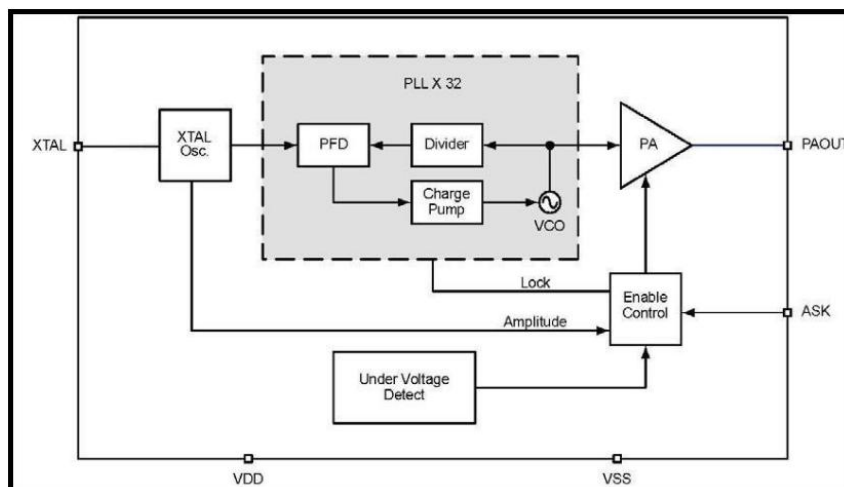 PLL X 32
XTAL
XTAL
Osc.
PFD
Divider
PA
PAOUT
Charge
Pump
VCO
Lock
Enable
Control
ASK
Amplitude
Under Voltage
Detect
VDD
VSS